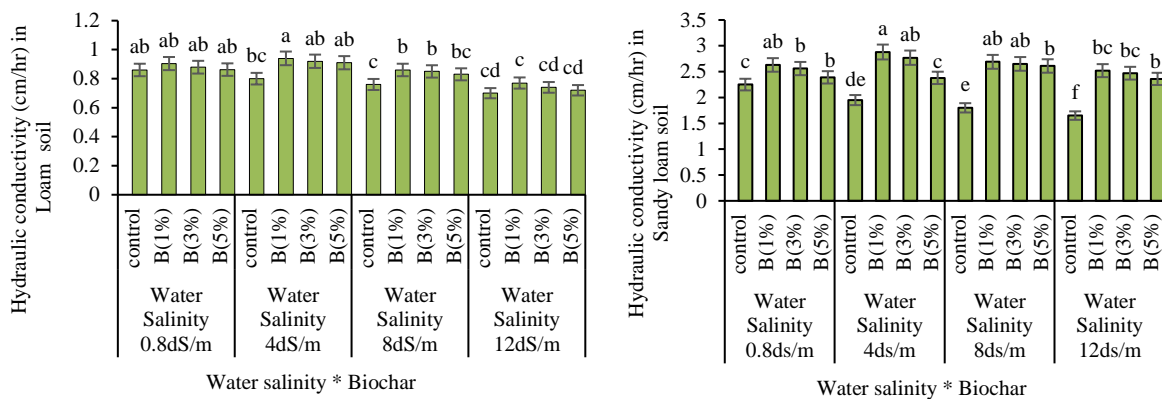 Hydraulic conductivity (cm/hr) in
Loam soil
1.2
1
0.8
0.6
0.4
0.2
0
ab ab ab ab bc a ab ab c b b bc cd cd cd cd
control B(1%) B(3%) B(5%) control B(1%) B(3%) B(5%) control B(1%) B(3%) B(5%) control B(1%) B(3%) B(5%)
Water Water Water Water
Salinity Salinity Salinity Salinity
0.8dS/m 4dS/m 8dS/m 12dS/m
Water salinity * Biochar
Hydraulic conductivity (cm/hr) in
Sandy loam soil
3.5
3
2.5
2
1.5
1
0.5
0
c ab b b de a ab c e ab ab b f bc bc b
control B(1%) B(3%) B(5%) control B(1%) B(3%) B(5%) control B(1%) B(3%) B(5%) control B(1%) B(3%) B(5%)
Water Water Water Water
Salinity Salinity Salinity Salinity
0.8ds/m 4ds/m 8ds/m 12ds/m
Water salinity * Biochar